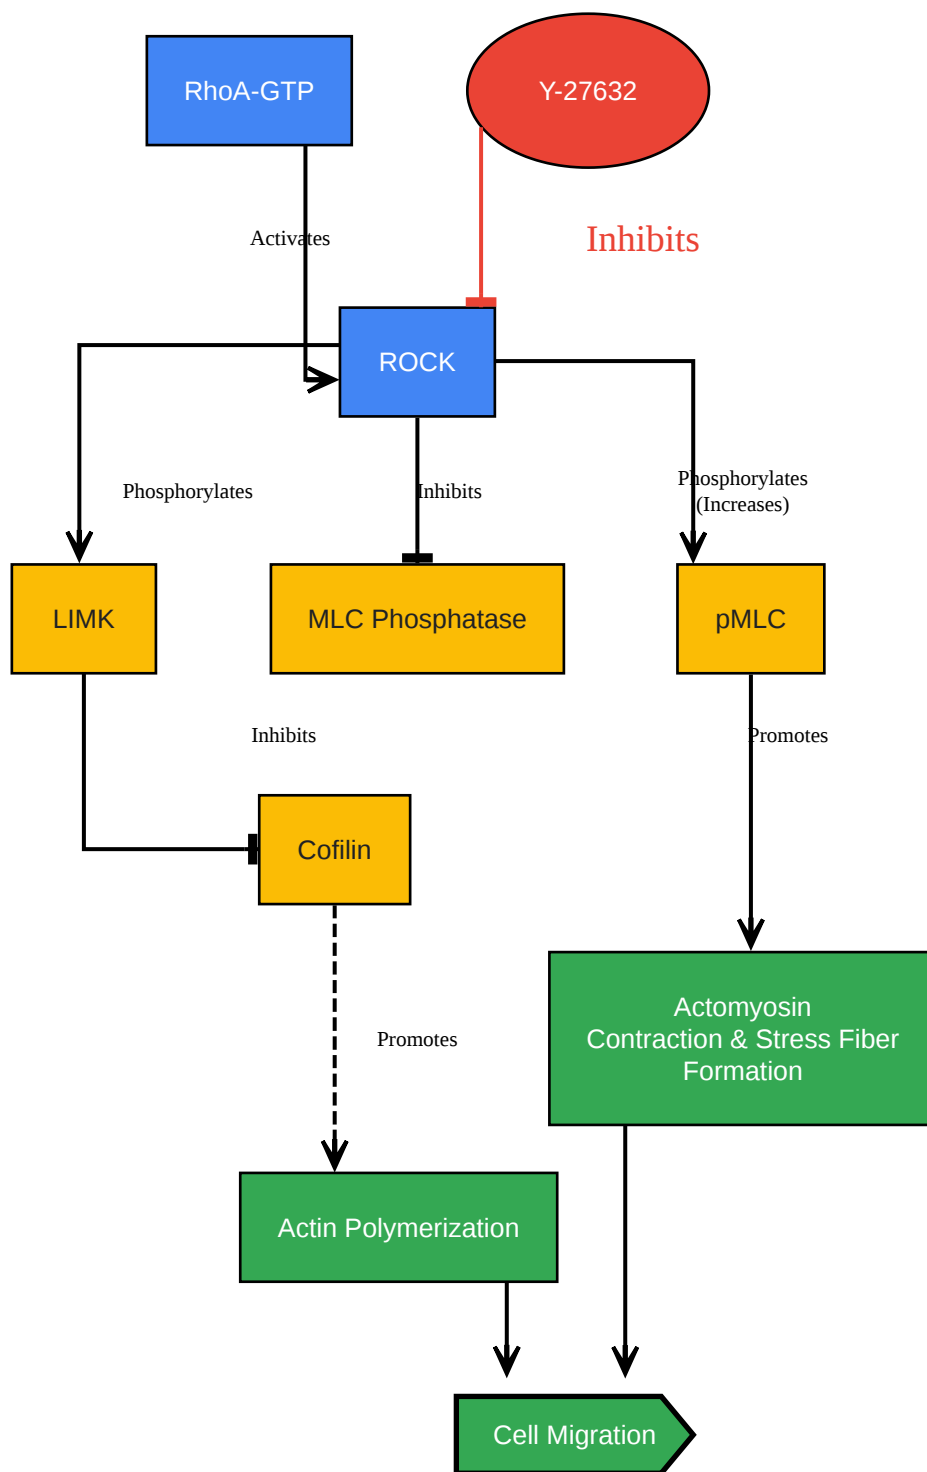 RhoA-GTP
Y-27632
Activates
Inhibits
ROCK
Phosphorylates
Inhibits
Phosphorylates
(Increases)
LIMK
MLC Phosphatase
pMLC
Inhibits
Promotes
Cofilin
Actomyosin
Contraction & Stress Fiber
Formation
Promotes
Actin Polymerization
Cell Migration